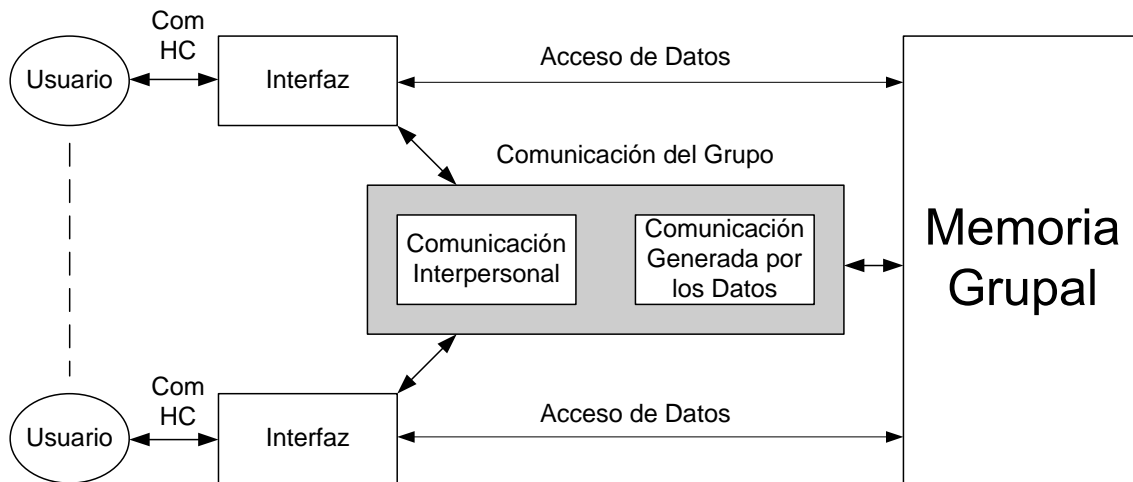 Com
HC
Usuario
Interfaz
Acceso de Datos
Comunicación del Grupo
Comunicación
Interpersonal
Comunicación
Generada por
los Datos
Memoria
Grupal
Com
HC
Usuario
Interfaz
Acceso de Datos